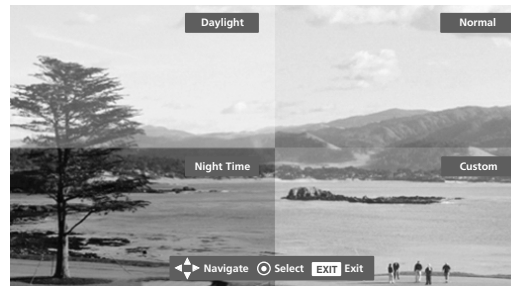 Daylight
Normal
Night Time
Custom
Navigate Select EXIT Exit